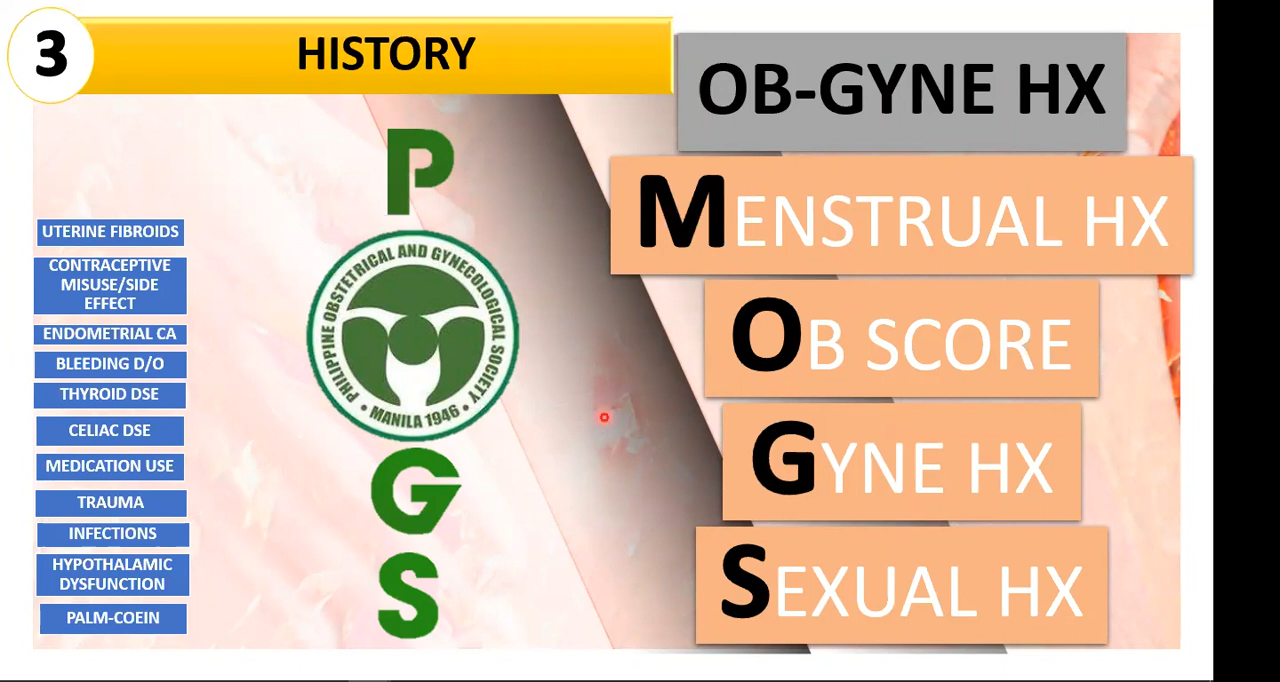 3
HISTORY
OB-GYNE HX
MENSTRUAL HX
OB SCORE
GYNE HX
SEXUAL HX
P
PHILIPPINE OBSTETRICAL AND GYNECOLOGICAL SOCIETY
• MANILA 1946 •
G
S
UTERINE FIBROIDS
CONTRACEPTIVE
MISUSE/SIDE
EFFECT
ENDOMETRIAL CA
BLEEDING D/O
THYROID DSE
CELIAC DSE
MEDICATION USE
TRAUMA
INFECTIONS
HYPOTHALAMIC
DYSFUNCTION
PALM-COEIN